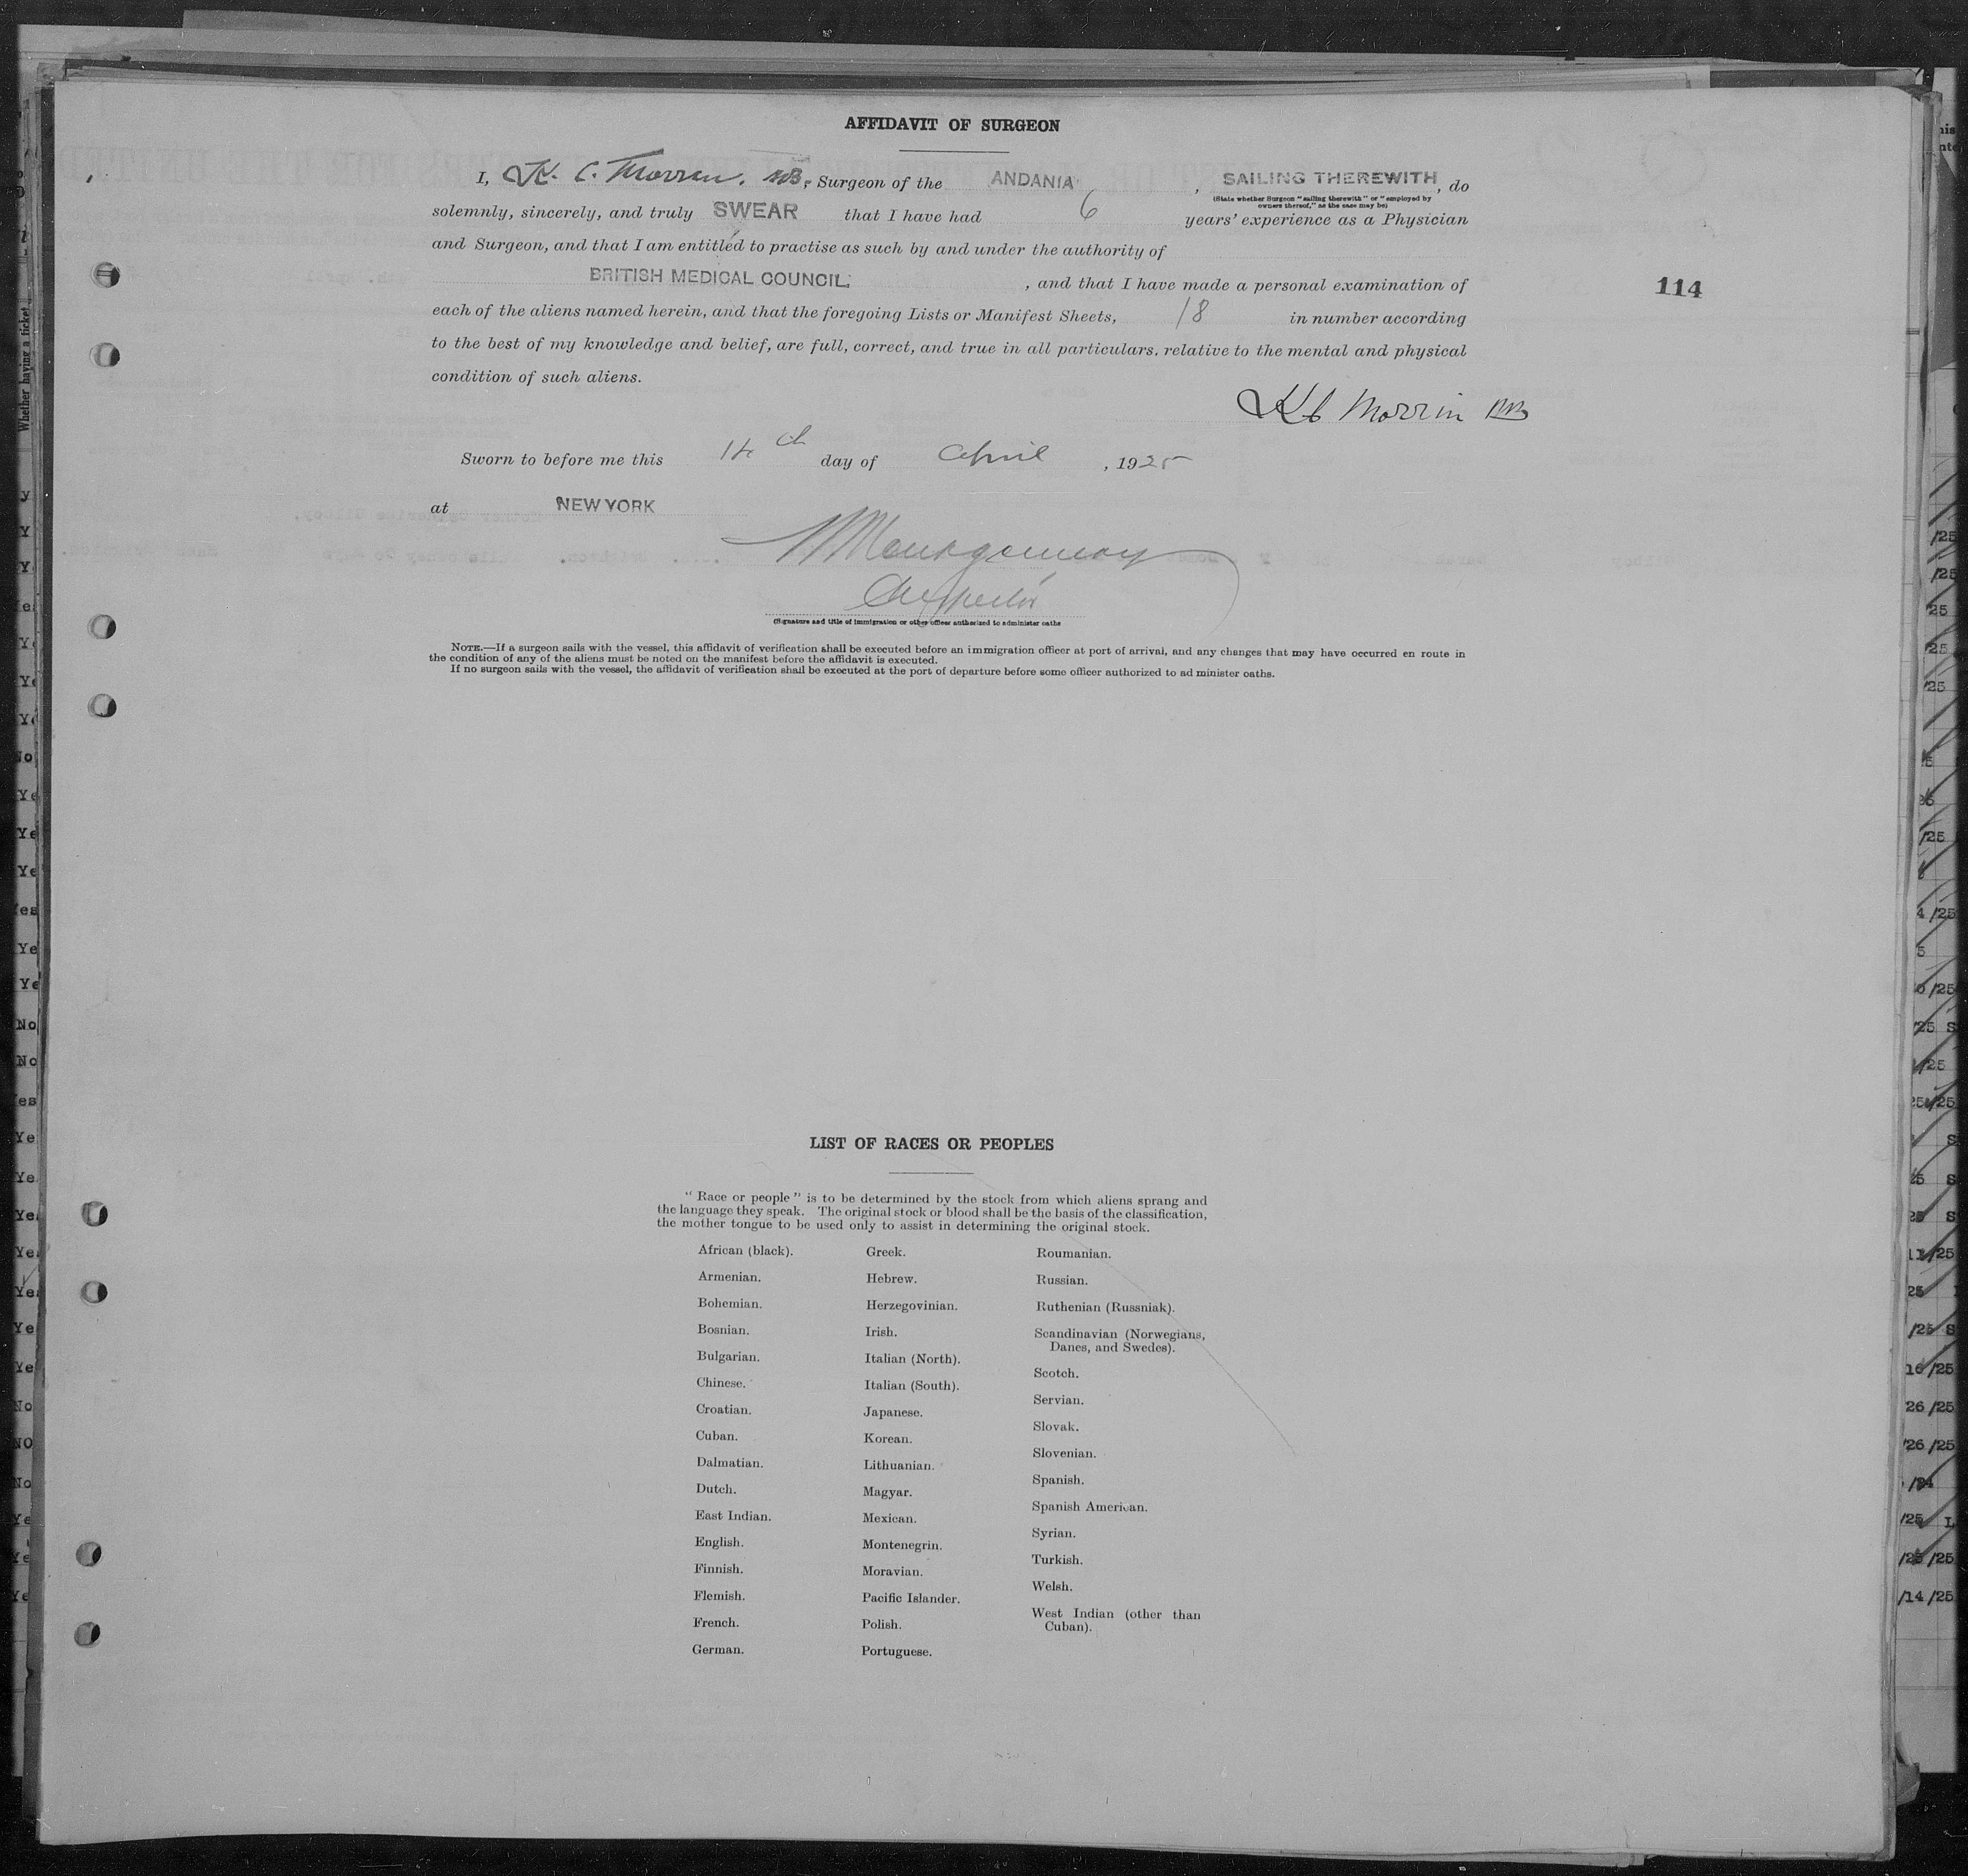 AFFIDAVIT OF SURGEON
I, K. C. Morrin, MB, Surgeon of the ANDANIA, SAILING THEREWITH, do
(State whether Surgeon "sailing therewith" or "employed by
owners thereof," as the case may be)
solemnly, sincerely, and truly SWEAR that I have had 6 years' experience as a Physician
and Surgeon, and that I am entitled to practise as such by and under the authority of
BRITISH MEDICAL COUNCIL, and that I have made a personal examination of
114
each of the aliens named herein, and that the foregoing Lists or Manifest Sheets, 18 in number according
to the best of my knowledge and belief, are full, correct, and true in all particulars, relative to the mental and physical
condition of such aliens.
K C Morrin MB
Sworn to before me this 14th day of April, 1925
at NEW YORK
Montgomery
Inspector
(Signature and title of immigration or other officer authorized to administer oaths
NOTE.—If a surgeon sails with the vessel, this affidavit of verification shall be executed before an immigration officer at port of arrival, and any changes that may have occurred en route in
the condition of any of the aliens must be noted on the manifest before the affidavit is executed.
If no surgeon sails with the vessel, the affidavit of verification shall be executed at the port of departure before some officer authorized to ad minister oaths.
LIST OF RACES OR PEOPLES
"Race or people" is to be determined by the stock from which aliens sprang and
the language they speak. The original stock or blood shall be the basis of the classification,
the mother tongue to be used only to assist in determining the original stock.
African (black).
Armenian.
Bohemian.
Bosnian.
Bulgarian.
Chinese.
Croatian.
Cuban.
Dalmatian.
Dutch.
East Indian.
English.
Finnish.
Flemish.
French.
German.
Greek.
Hebrew.
Herzegovinian.
Irish.
Italian (North).
Italian (South).
Japanese.
Korean.
Lithuanian.
Magyar.
Mexican.
Montenegrin.
Moravian.
Pacific Islander.
Polish.
Portuguese.
Roumanian.
Russian.
Ruthenian (Russniak).
Scandinavian (Norwegians,
Danes, and Swedes).
Scotch.
Servian.
Slovak.
Slovenian.
Spanish.
Spanish American.
Syrian.
Turkish.
Welsh.
West Indian (other than
Cuban).
Whether having a ticket